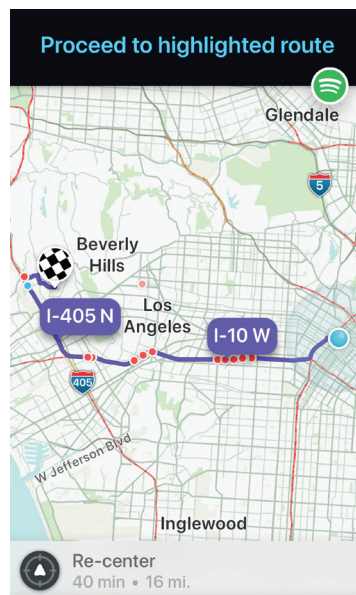 Proceed to highlighted route
Glendale
5
Beverly
Hills
I-405 N
Los
Angeles
I-10 W
405
W Jefferson Blvd
Inglewood
Re-center
40 min • 16 mi.